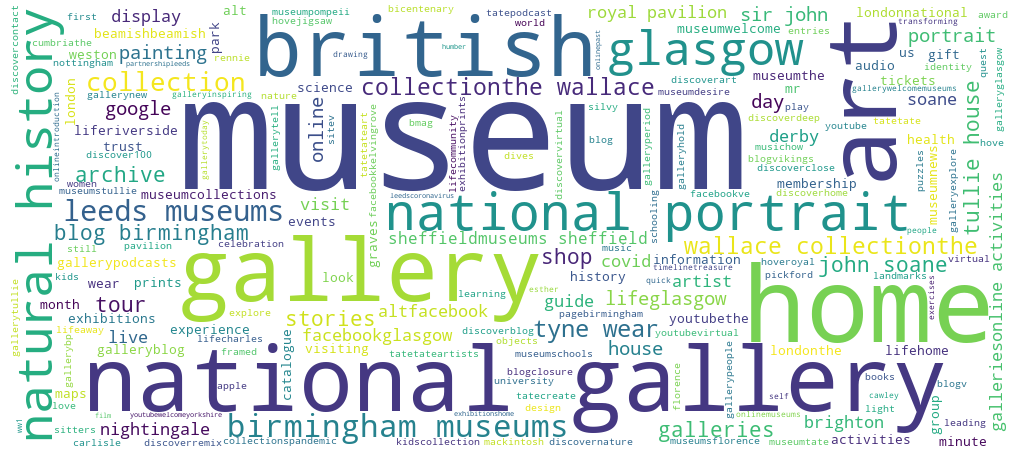 museumpompeii bicentenary tatepodcast
alt hovejigsaw world
first display
royal pavilion sir john londonnational
transforming award
discovercontact
cumbriathe beamishbeamish
british glasgow museumwelcome entries
art
weston painting park
drawing humber onlinepast
portrait
nottingham rennie partnershipleeds
us gift identity quest
galleryglasgow
collection gallerynew galleryinspiring
science collectionthe wallace discoverart museumthe audio
gallerywelcomemuseums
london google nature
museumdesire mr tickets
museum
day play soane
tatetate
liferiverside online sitev gallerytell
silvy discoverdeep youtube
hove
natural history
trust discover100 gallerytoday
bmag blog derby health
tatetateart lifecommunity exhibitionprints
musichow
onlineintroduction
archive dives discovervirtual galleryperiod galleryhold
discoverclose puzzles museumnews galleryexplore tullie house
women museumstullie museumcollections
facebookkelvingrove leedscoronavirus
facebookve membership discoverhome
leeds museums visit
national portrait
blogvikings
blog birmingham events graves
schooling people
still pavilion celebration
sheffieldmuseums sheffield music
wallace collectionthe
gallerypodcasts look
gallery
shop covid information timelinetreasure
hoveroyal virtual
kids wear prints
history quick pickford john soane landmarks
month tour learning esther
guide lifeglasgow artist
home
exercises
galleriesonline activities
gallerytullie lifeaway exhibitions explore
stories altfacebook pagebirmingham
youtubethe
live experience facebookglasgow discoverblog tyne wear youtubevirtual
gallerybp galleryblog lifecharles visiting objects house londonthe lifehome
framed tatetateartists museumschools
maps catalogue
national gallery
blogclosure gallerypeople
love apple university florence self books blogv
wwi film youtubewelcomeyorkshire
tatecreate design
cawley
sitters nightingale
exhibitionshome onlinemuseums
light group leading
birmingham museums galleries brighton
carlisle discoverremix collectionspandemic kidscollection mackintosh discovernature
museumsflorence museumtate activities minute